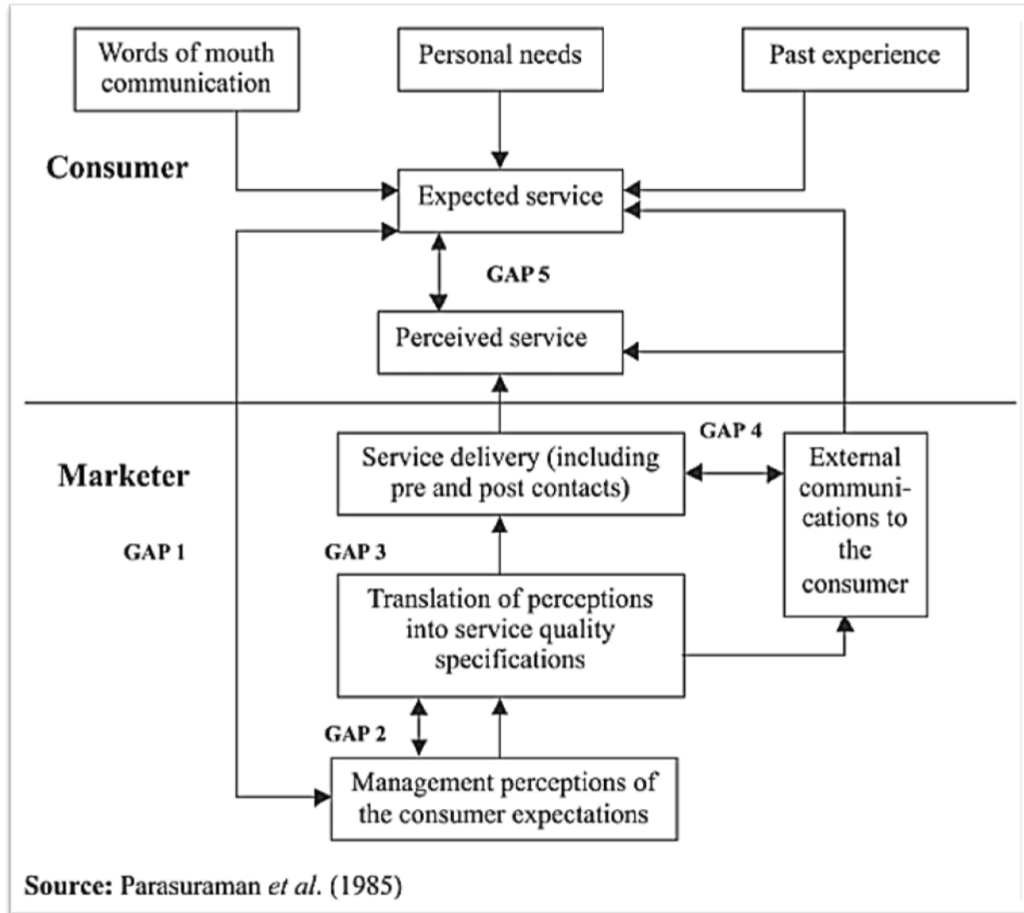 Words of mouth
communication
Personal needs
Past experience
Consumer
Expected service
GAP 5
Perceived service
GAP 4
Marketer
Service delivery (including
pre and post contacts)
External
communi-
cations to
the
consumer
GAP 1
GAP 3
Translation of perceptions
into service quality
specifications
GAP 2
Management perceptions of
the consumer expectations
Source: Parasuraman et al. (1985)